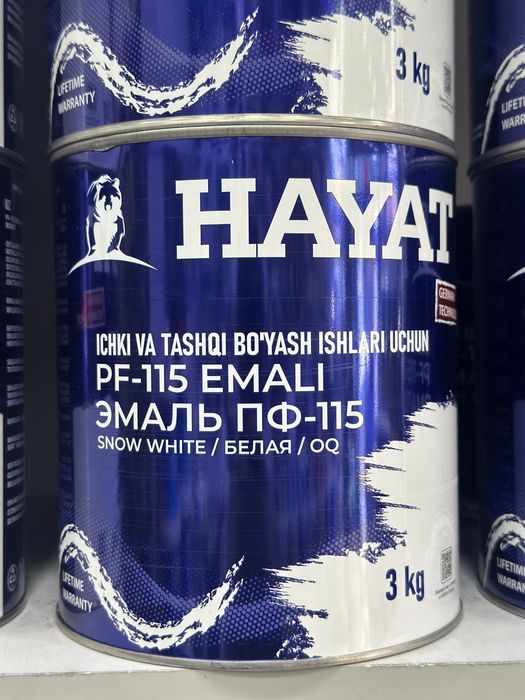 LIFETIME
WARRANTY
3 kg
HAYAT
GERMAN
ICHKI VA TASHQI BO'YASH ISHLARI UCHUN
PF-115 EMALI
ЭМАЛЬ ПФ-115
SNOW WHITE / БЕЛАЯ / OQ
LIFETIME
WARRANTY
3 kg